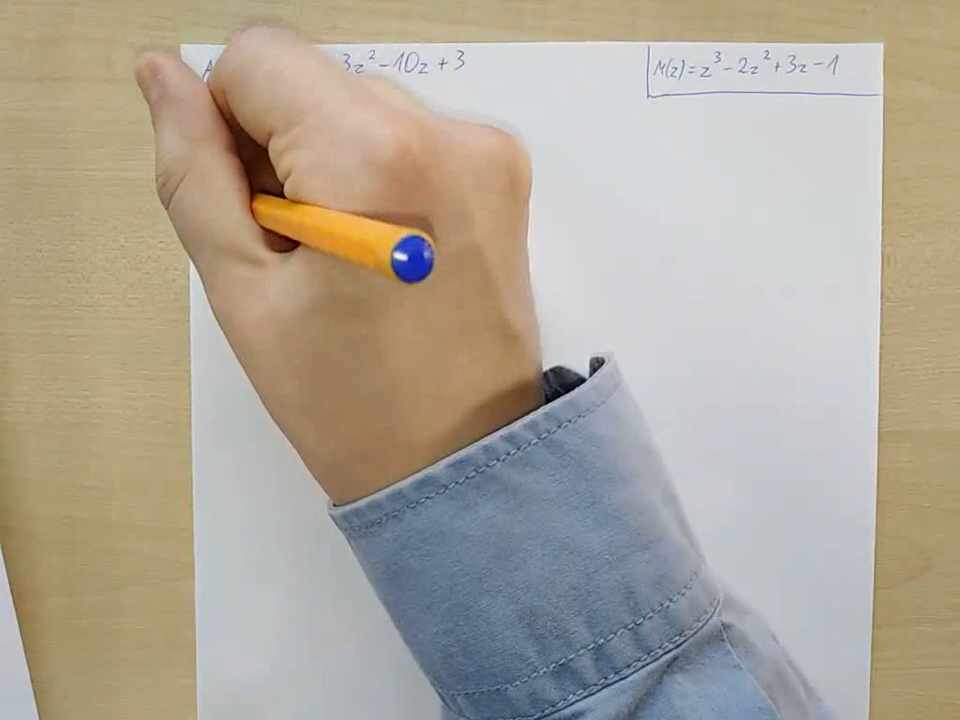 3z² - 10z + 3
M(z) = z³ - 2z² + 3z - 1